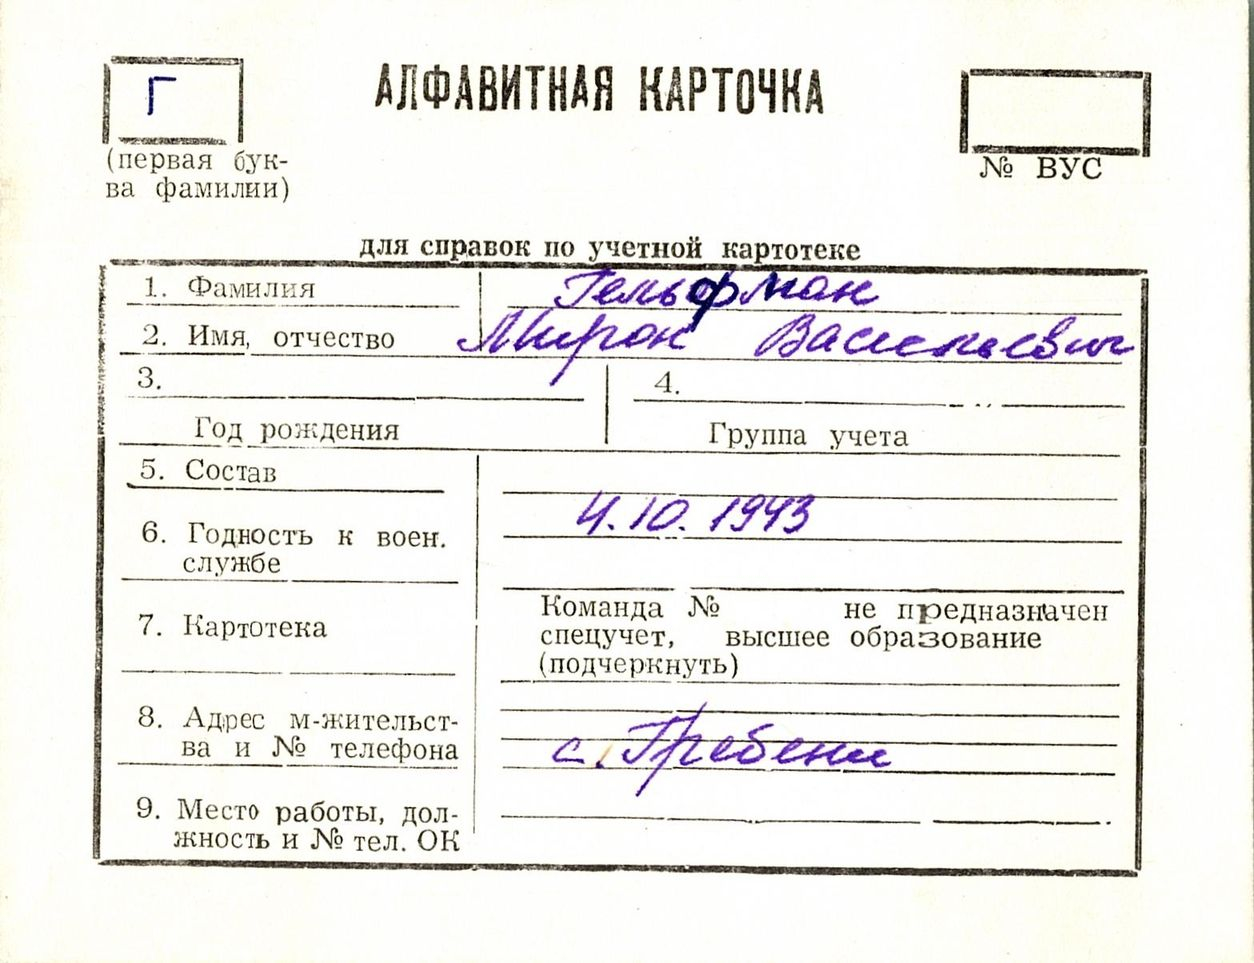 Г
АЛФАВИТНАЯ КАРТОЧКА
(первая бук-
ва фамилии)
№ ВУС
для справок по учетной картотеке
1. Фамилия Гельфман
2. Имя, отчество Мирон Васильевич
3.
4.
Год рождения
Группа учета
5. Состав
4.10.1943
6. Годность к воен.
службе
7. Картотека
Команда № не предназначен
спецучет, высшее образование
(подчеркнуть)
8. Адрес м-жительст-
ва и № телефона
с. Гребени
9. Место работы, дол-
жность и № тел. ОК